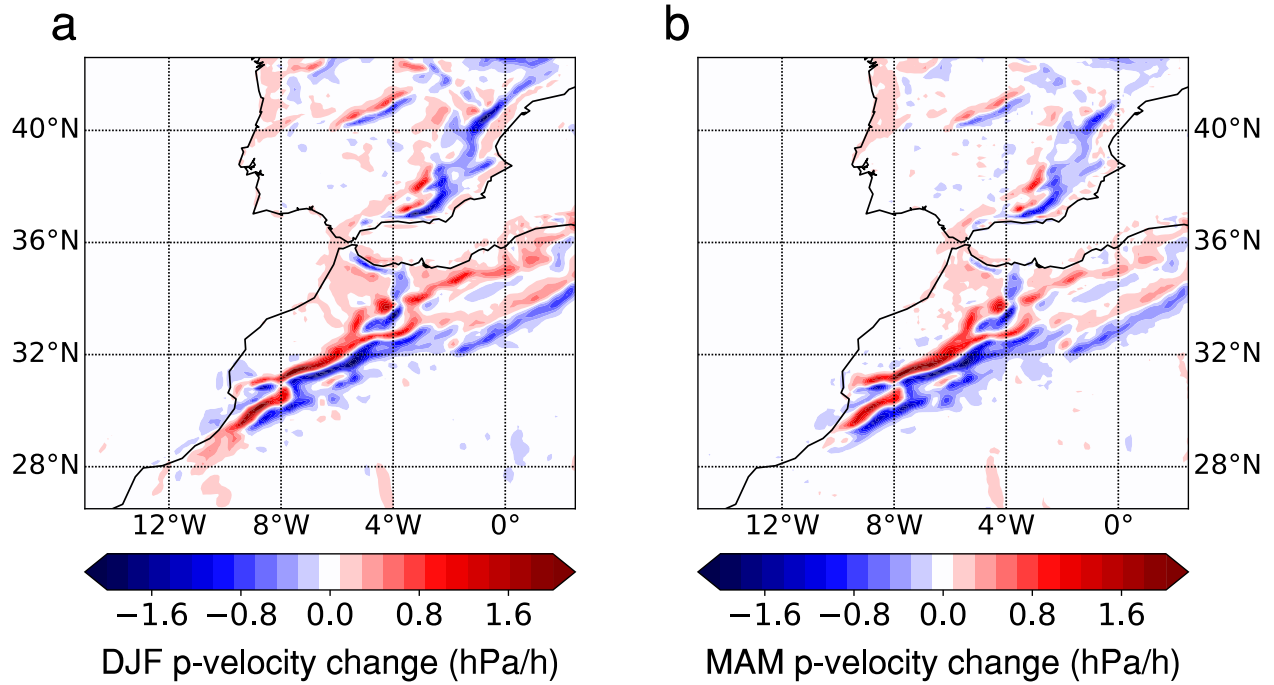 a b
40°N 40°N
36°N 36°N
32°N 32°N
28°N 28°N
12°W 8°W 4°W 0° 12°W 8°W 4°W 0°
−1.6 −0.8 0.0 0.8 1.6 −1.6 −0.8 0.0 0.8 1.6
DJF p-velocity change (hPa/h) MAM p-velocity change (hPa/h)